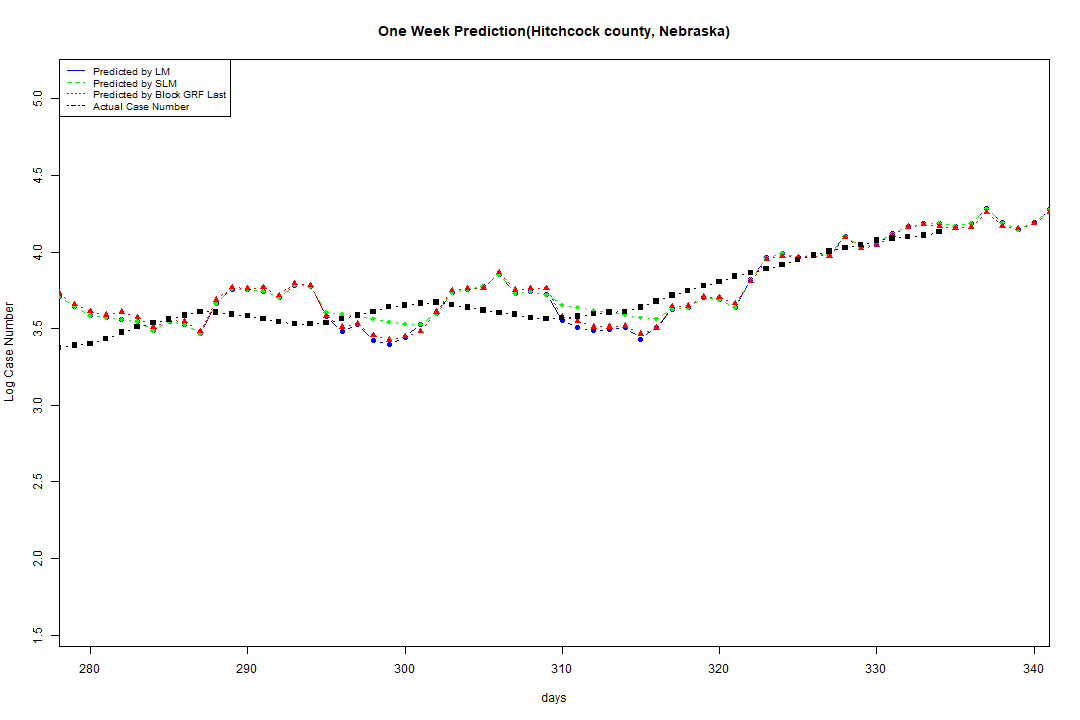 One Week Prediction(Hitchcock county, Nebraska)
Predicted by LM
Predicted by SLM
Predicted by Block GRF Last
Actual Case Number
5.0
4.5
4.0
3.5
3.0
2.5
2.0
1.5
Log Case Number
280 290 300 310 320 330 340
days